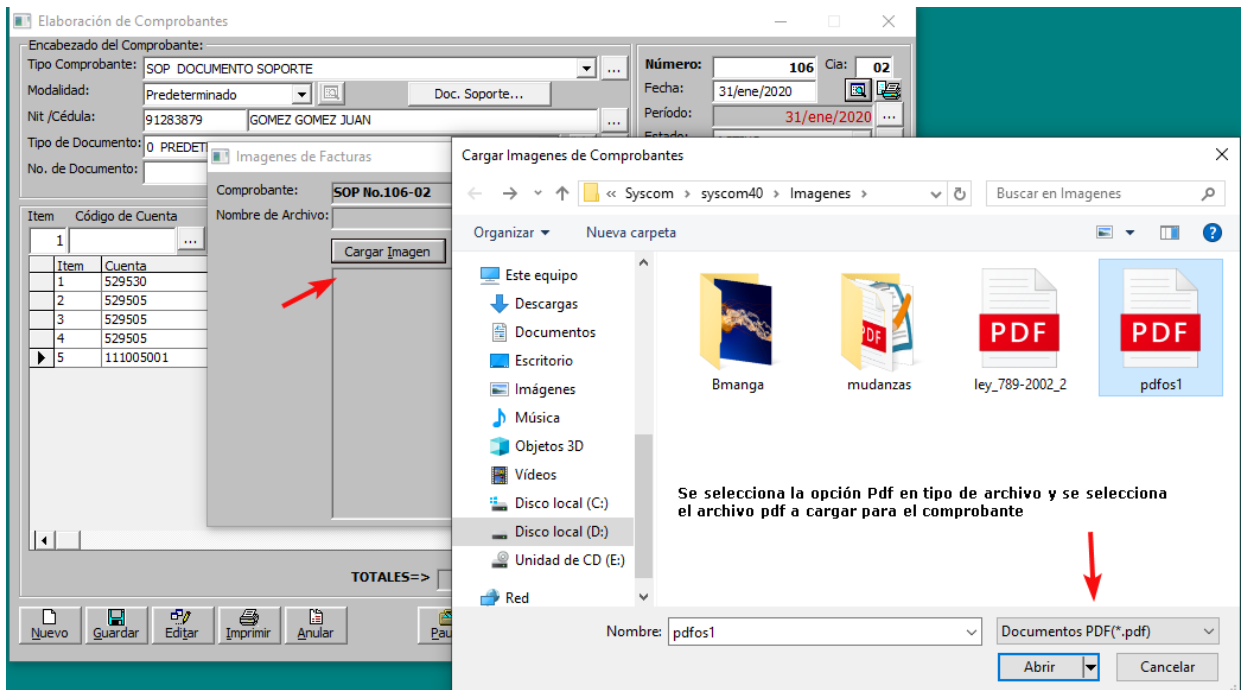 Elaboración de Comprobantes
Encabezado del Comprobante:
Tipo Comprobante: SOP DOCUMENTO SOPORTE ...
Modalidad: Predeterminado Doc. Soporte...
Nit /Cédula: 91283879 GOMEZ GOMEZ JUAN ...
Tipo de Documento: 0 PREDET
No. de Documento:
Número: 106 Cia: 02
Fecha: 31/ene/2020
Período: 31/ene/2020 ...
Item Código de Cuenta
1 ...
Item Cuenta
1 529530
2 529505
3 529505
4 529505
5 111005001
TOTALES=>
Nuevo Guardar Editar Imprimir Anular Pau
Imagenes de Facturas
Comprobante: SOP No.106-02
Nombre de Archivo:
Cargar Imagen
Cargar Imagenes de Comprobantes
« Syscom > syscom40 > Imagenes >
Buscar en Imagenes
Organizar Nueva carpeta
Este equipo
Descargas
Documentos
Escritorio
Imágenes
Música
Objetos 3D
Vídeos
Disco local (C:)
Disco local (D:)
Unidad de CD (E:)
Red
PDF
PDF
PDF
Bmanga mudanzas ley_789-2002_2 pdfos1
Se selecciona la opción Pdf en tipo de archivo y se selecciona
el archivo pdf a cargar para el comprobante
Nombre: pdfos1 Documentos PDF(*.pdf)
Abrir Cancelar